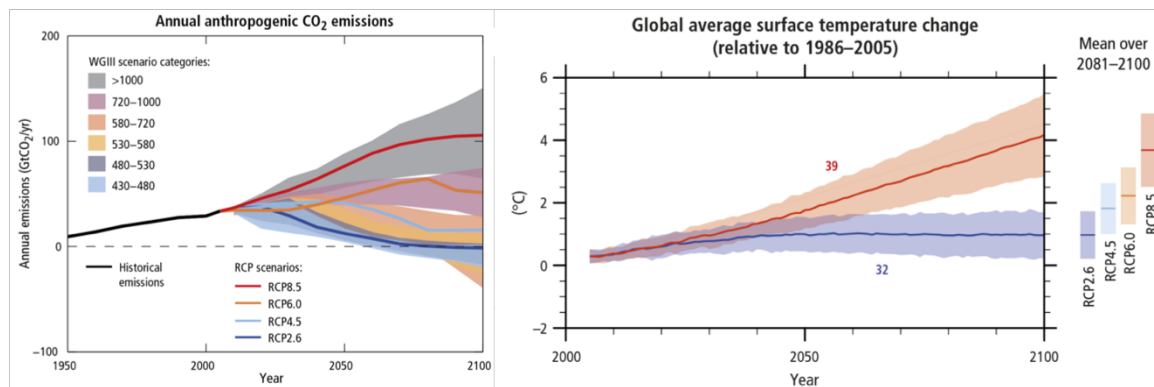 Annual anthropogenic CO₂ emissions
200
100
0
−100
Annual emissions (GtCO₂/yr)
WGIII scenario categories:
>1000
720–1000
580–720
530–580
480–530
430–480
Historical
emissions
RCP scenarios:
RCP8.5
RCP6.0
RCP4.5
RCP2.6
1950
2000
2050
2100
Year
Global average surface temperature change
(relative to 1986–2005)
6
4
2
0
−2
(°C)
39
32
2000
2050
2100
Year
Mean over
2081–2100
RCP2.6
RCP4.5
RCP6.0
RCP8.5